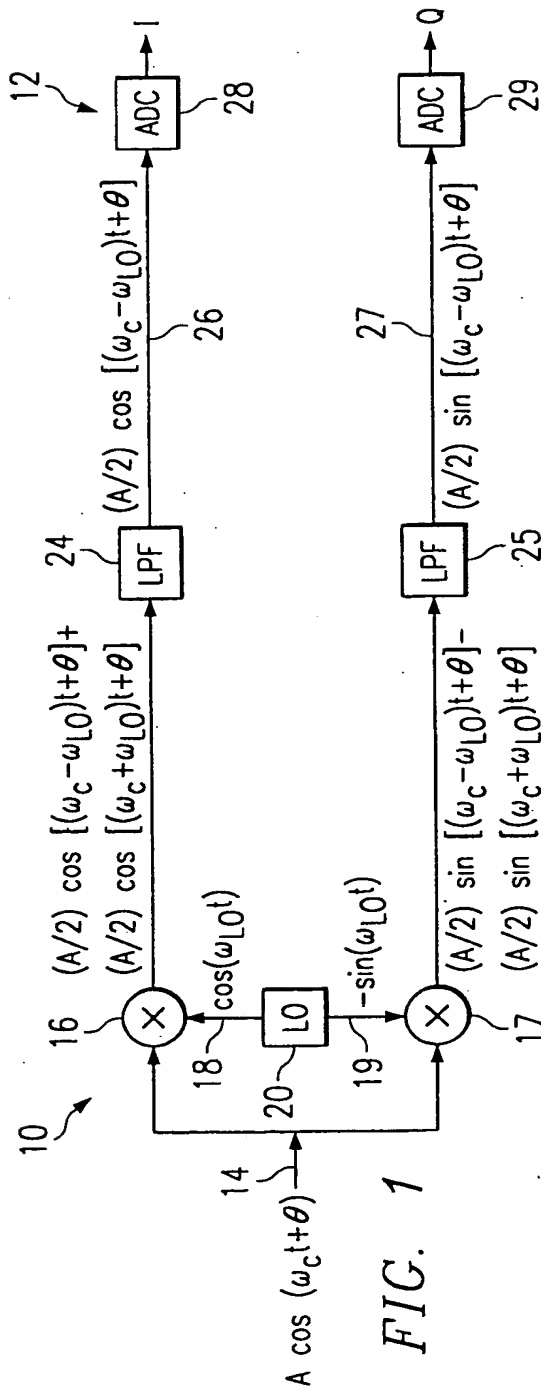 10
12
16
(A/2) cos [(ω_c−ω_LO)t+θ]+
(A/2) cos [(ω_c+ω_LO)t+θ]
24
LPF
(A/2) cos [(ω_c−ω_LO)t+θ]
26
ADC
28
I
×
18
cos(ω_LO t)
A cos (ω_c t+θ)
14
LO
20
19
−sin(ω_LO t)
×
17
(A/2) sin [(ω_c−ω_LO)t+θ]−
(A/2) sin [(ω_c+ω_LO)t+θ]
LPF
25
(A/2) sin [(ω_c−ω_LO)t+θ]
27
ADC
29
Q
FIG. 1